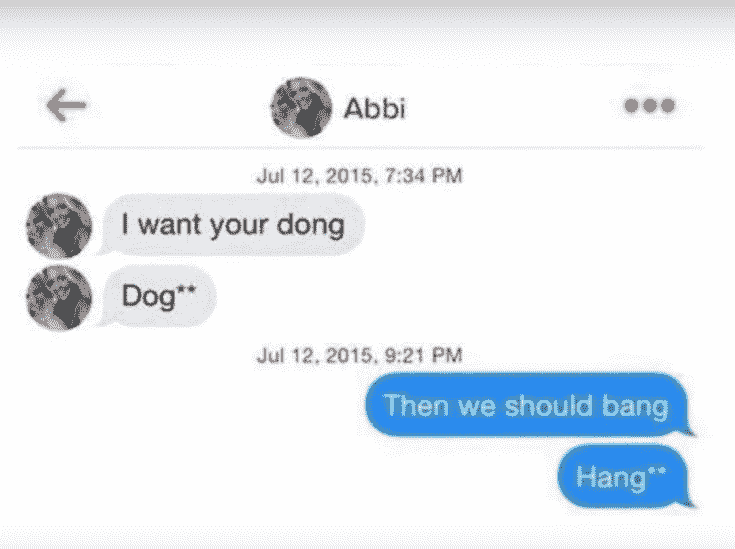 Abbi
Jul 12, 2015, 7:34 PM
I want your dong
Dog**
Jul 12, 2015, 9:21 PM
Then we should bang
Hang**